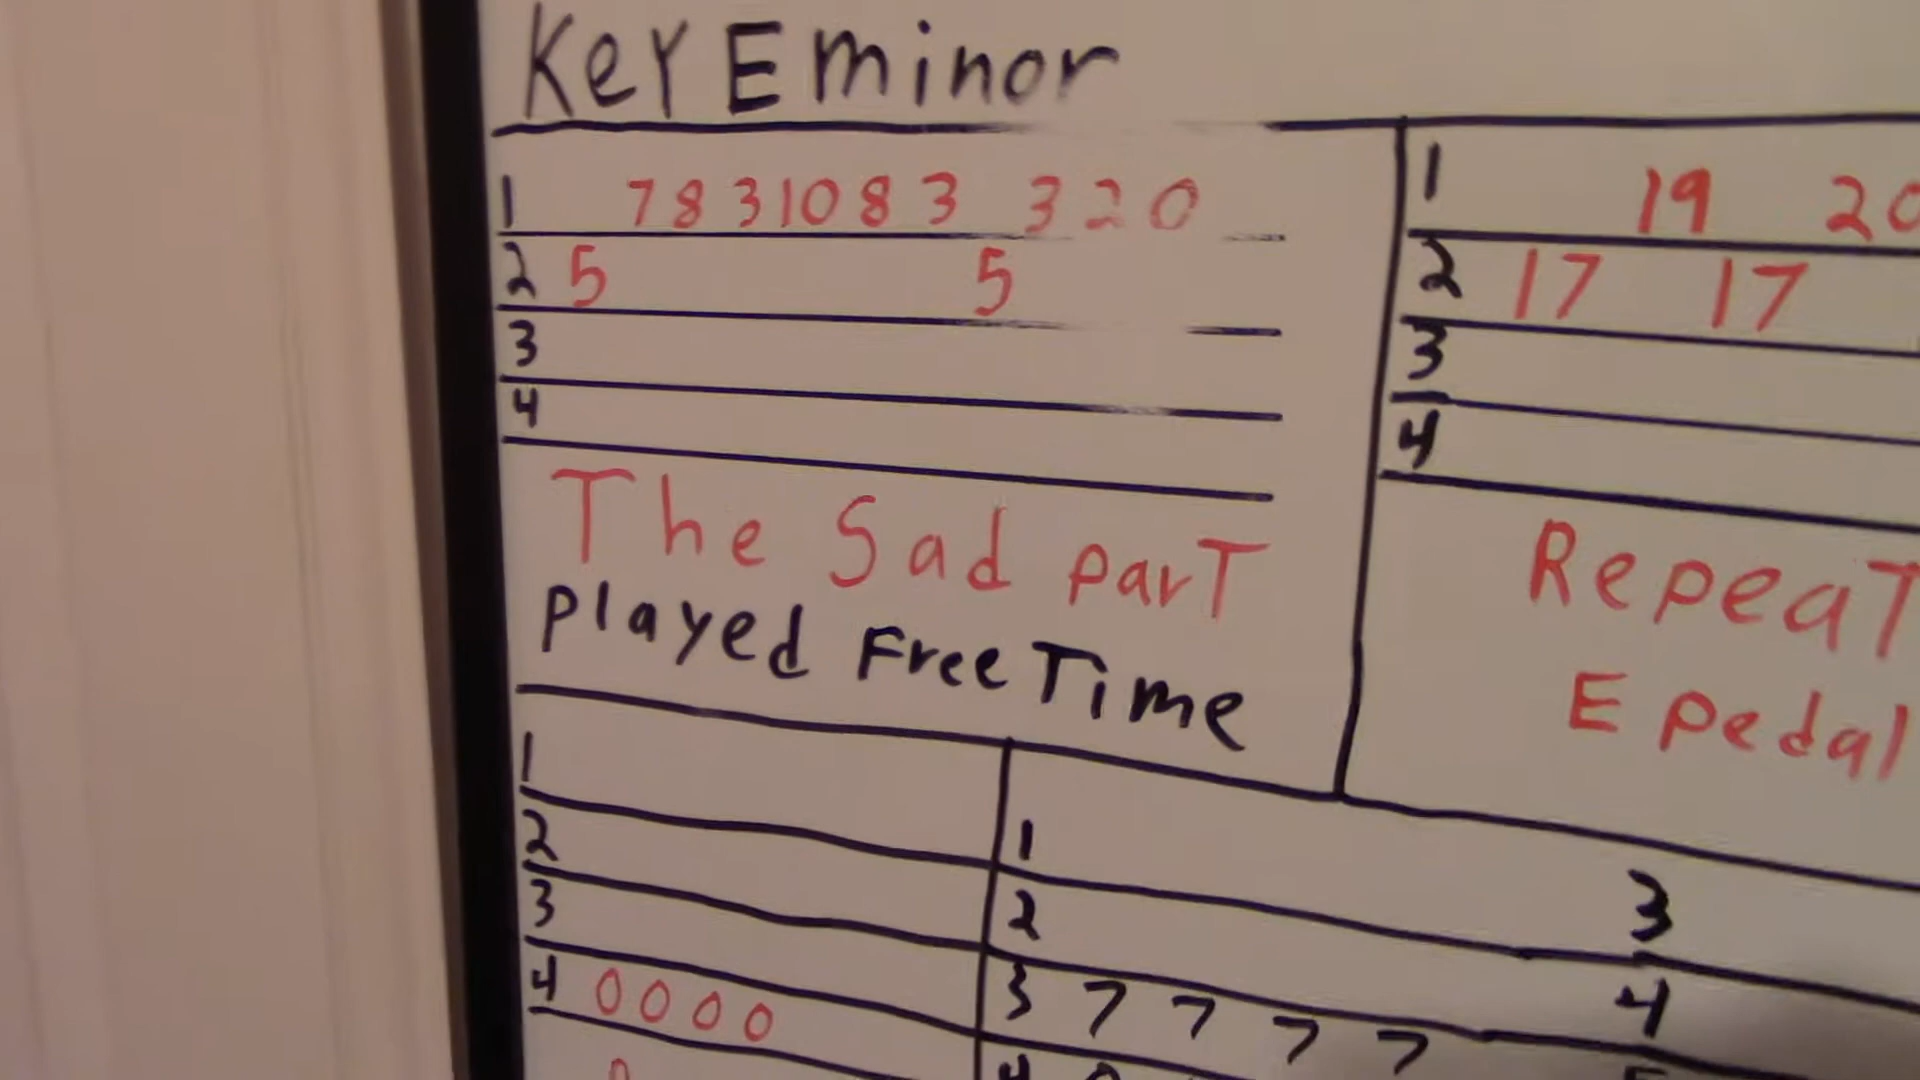 Key E minor
1 7 8 3 10 8 3 3 2 0
2 5 5
3
4
The Sad part
Played Free Time
1 19 20
2 17 17
3
4
Repeat
E pedal
1
2
3
4 0 0 0 0
1
2
3 7 7 7 7
4
3
4